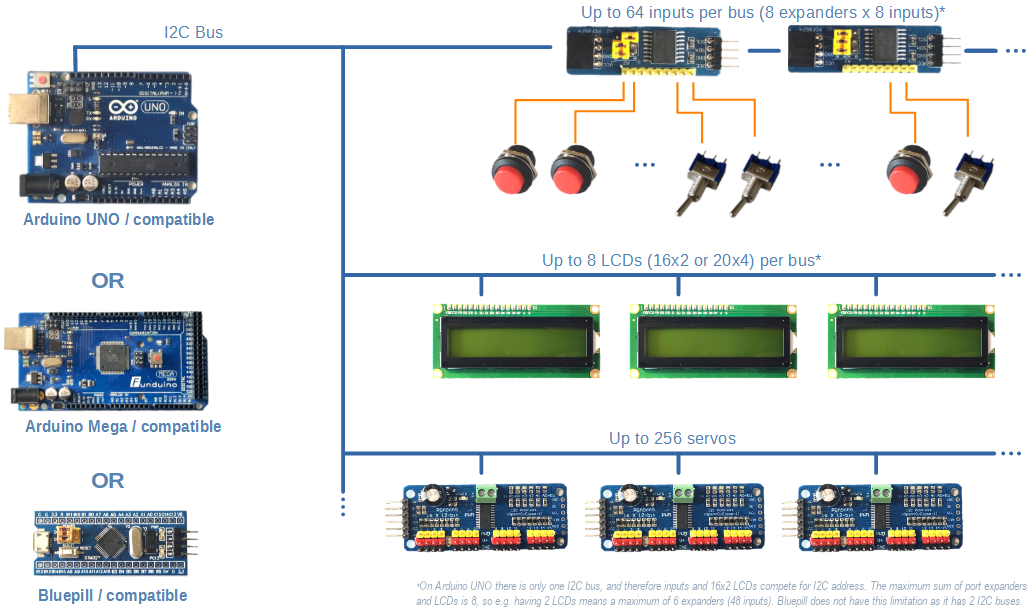 Up to 64 inputs per bus (8 expanders x 8 inputs)*
I2C Bus
...
ARDUINO
UNO
...
...
Arduino UNO / compatible
Up to 8 LCDs (16x2 or 20x4) per bus*
...
OR
Funduino
MEGA
Arduino Mega / compatible
Up to 256 servos
...
OR
Bluepill / compatible
*On Arduino UNO there is only one I2C bus, and therefore inputs and 16x2 LCDs compete for I2C address. The maximum sum of port expanders
and LCDs is 8, so e.g. having 2 LCDs means a maximum of 6 expanders (48 inputs). Bluepill does not have this limitation as it has 2 I2C buses.